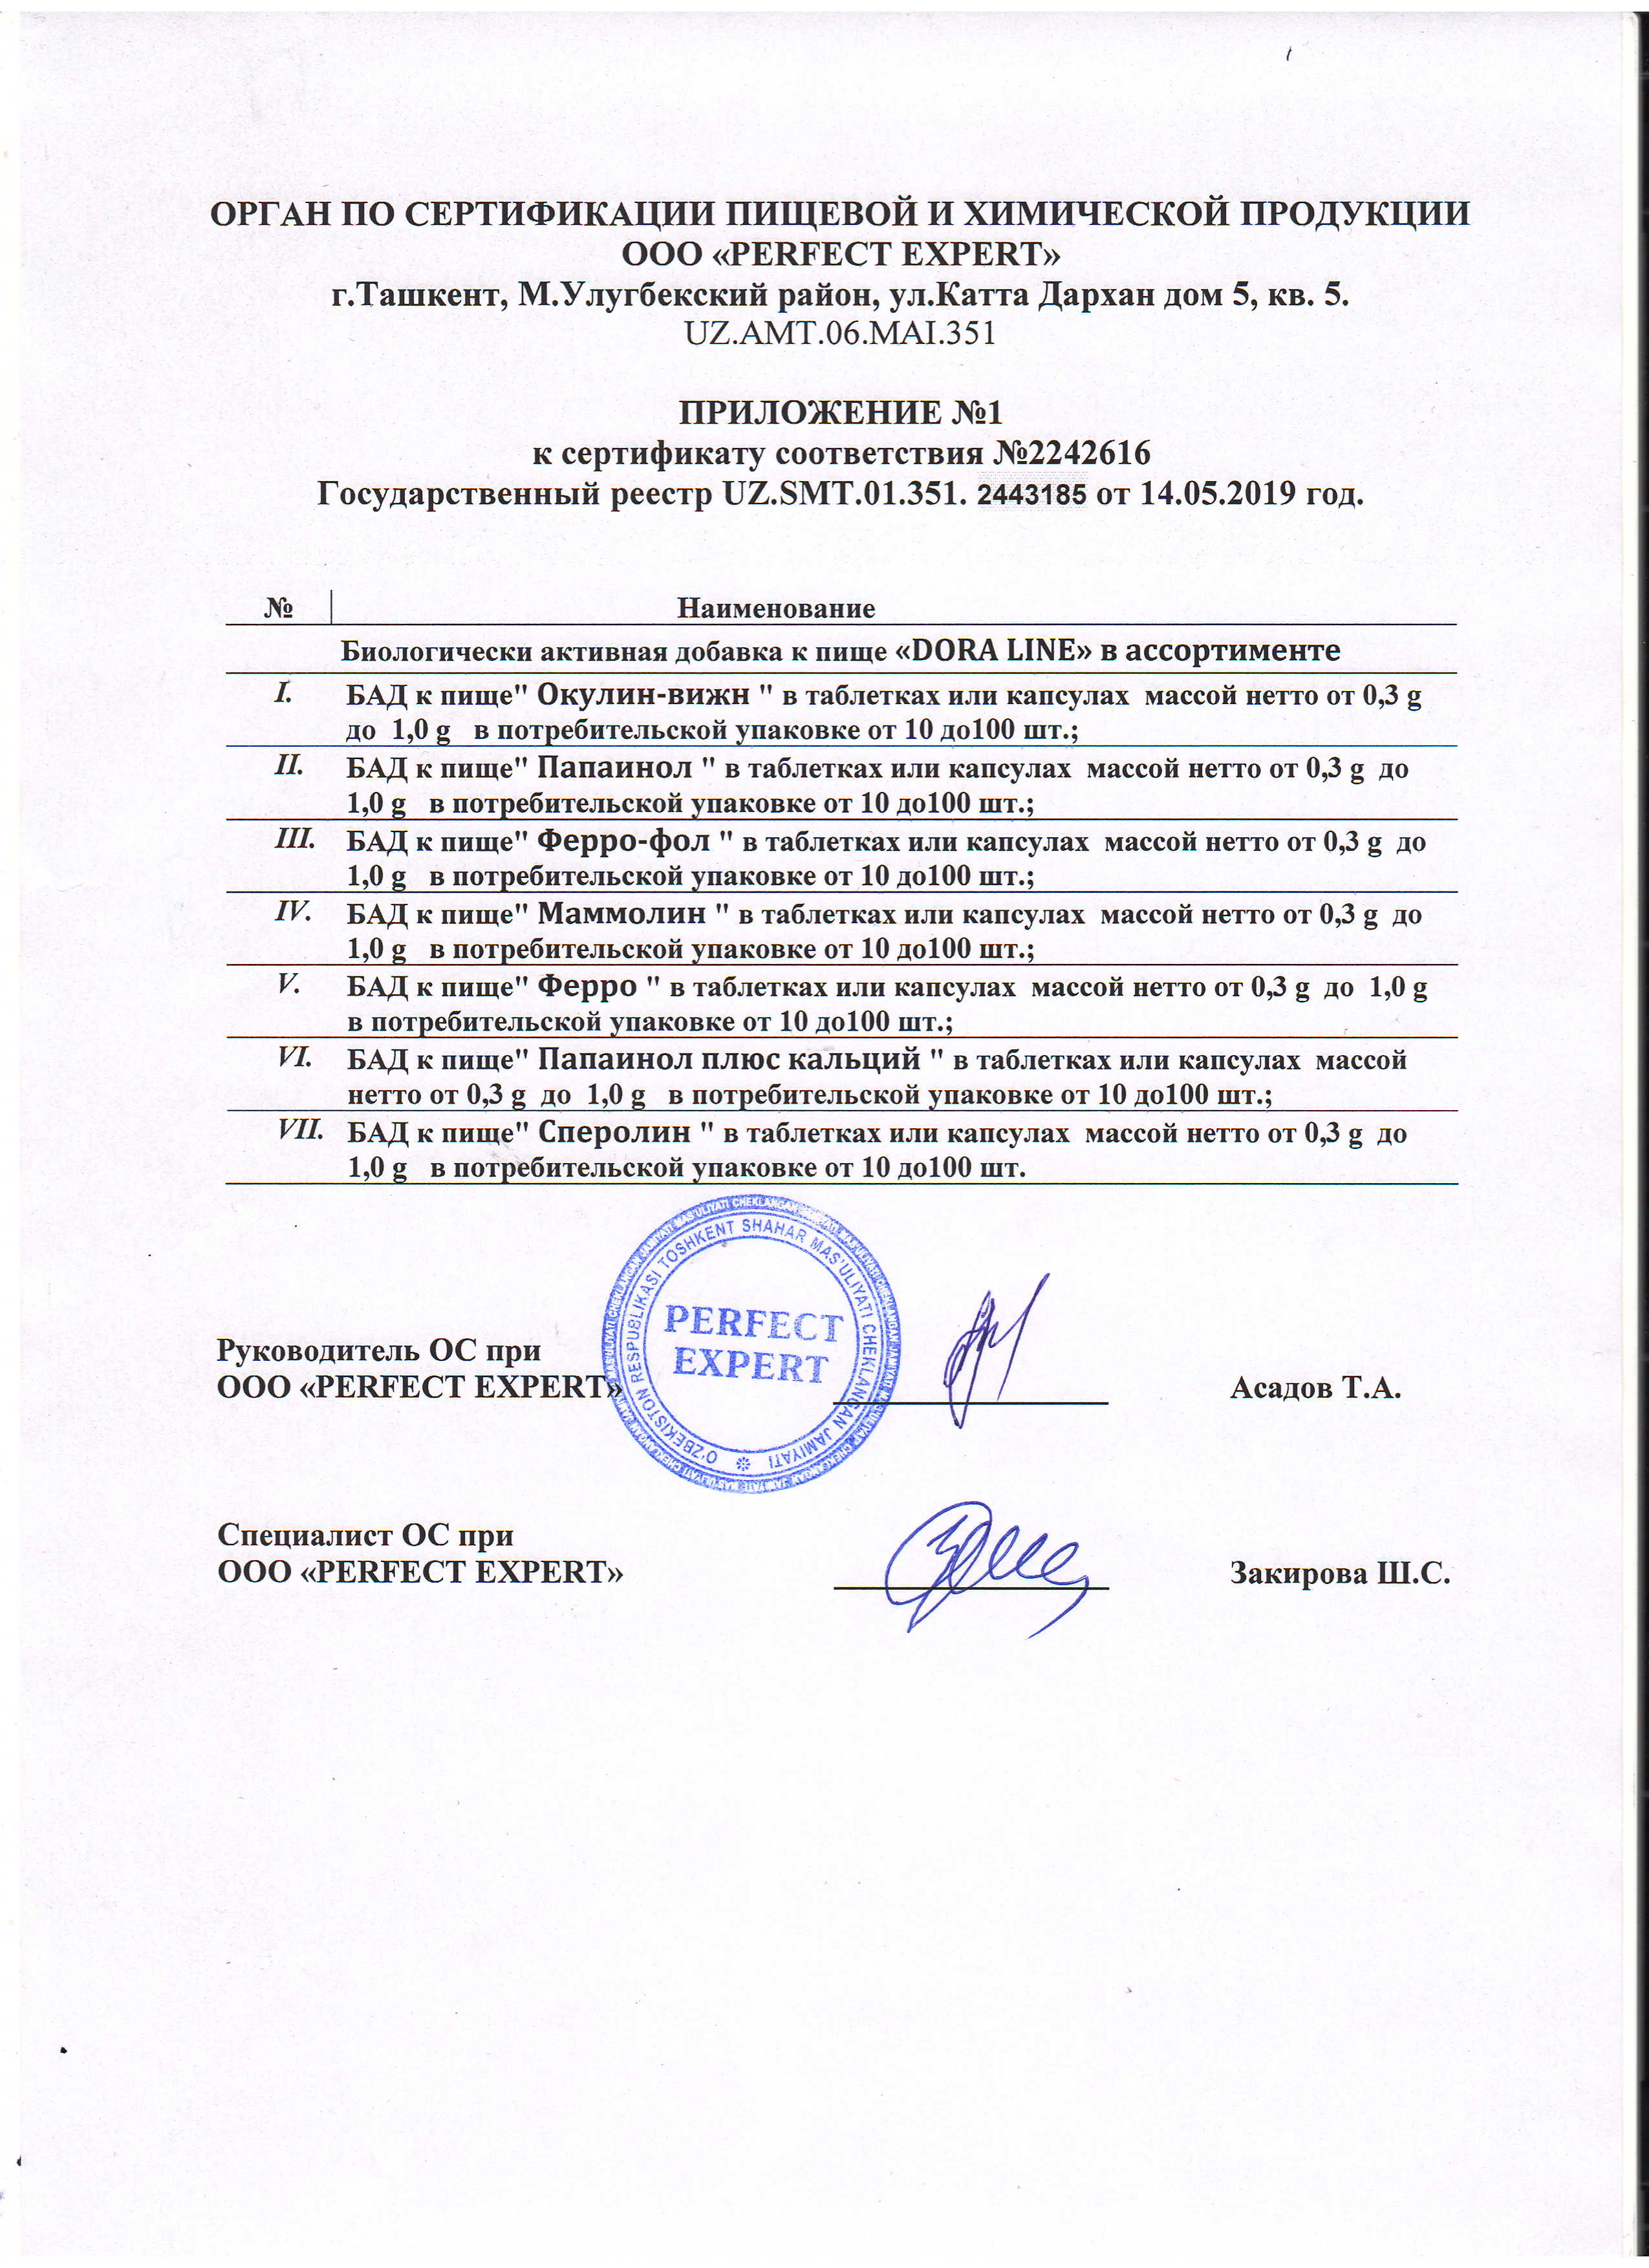 ОРГАН ПО СЕРТИФИКАЦИИ ПИЩЕВОЙ И ХИМИЧЕСКОЙ ПРОДУКЦИИ
ООО «PERFECT EXPERT»
г.Ташкент, М.Улугбекский район, ул.Катта Дархан дом 5, кв. 5.
UZ.AMT.06.MAI.351
ПРИЛОЖЕНИЕ №1
к сертификату соответствия №2242616
Государственный реестр UZ.SMT.01.351. 2443185 от 14.05.2019 год.
№ Наименование
Биологически активная добавка к пище «DORA LINE» в ассортименте
I. БАД к пище" Окулин-вижн " в таблетках или капсулах массой нетто от 0,3 g
до 1,0 g в потребительской упаковке от 10 до100 шт.;
II. БАД к пище" Папаинол " в таблетках или капсулах массой нетто от 0,3 g до
1,0 g в потребительской упаковке от 10 до100 шт.;
III. БАД к пище" Ферро-фол " в таблетках или капсулах массой нетто от 0,3 g до
1,0 g в потребительской упаковке от 10 до100 шт.;
IV. БАД к пище" Маммолин " в таблетках или капсулах массой нетто от 0,3 g до
1,0 g в потребительской упаковке от 10 до100 шт.;
V. БАД к пище" Ферро " в таблетках или капсулах массой нетто от 0,3 g до 1,0 g
в потребительской упаковке от 10 до100 шт.;
VI. БАД к пище" Папаинол плюс кальций " в таблетках или капсулах массой
нетто от 0,3 g до 1,0 g в потребительской упаковке от 10 до100 шт.;
VII. БАД к пище" Сперолин " в таблетках или капсулах массой нетто от 0,3 g до
1,0 g в потребительской упаковке от 10 до100 шт.
O'ZBEKISTON RESPUBLIKASI TOSHKENT SHAHAR MAS'ULIYATI CHEKLANGAN JAMIYATI
PERFECT
EXPERT
Руководитель ОС при
ООО «PERFECT EXPERT» Асадов Т.А.
Специалист ОС при
ООО «PERFECT EXPERT» Закирова Ш.С.